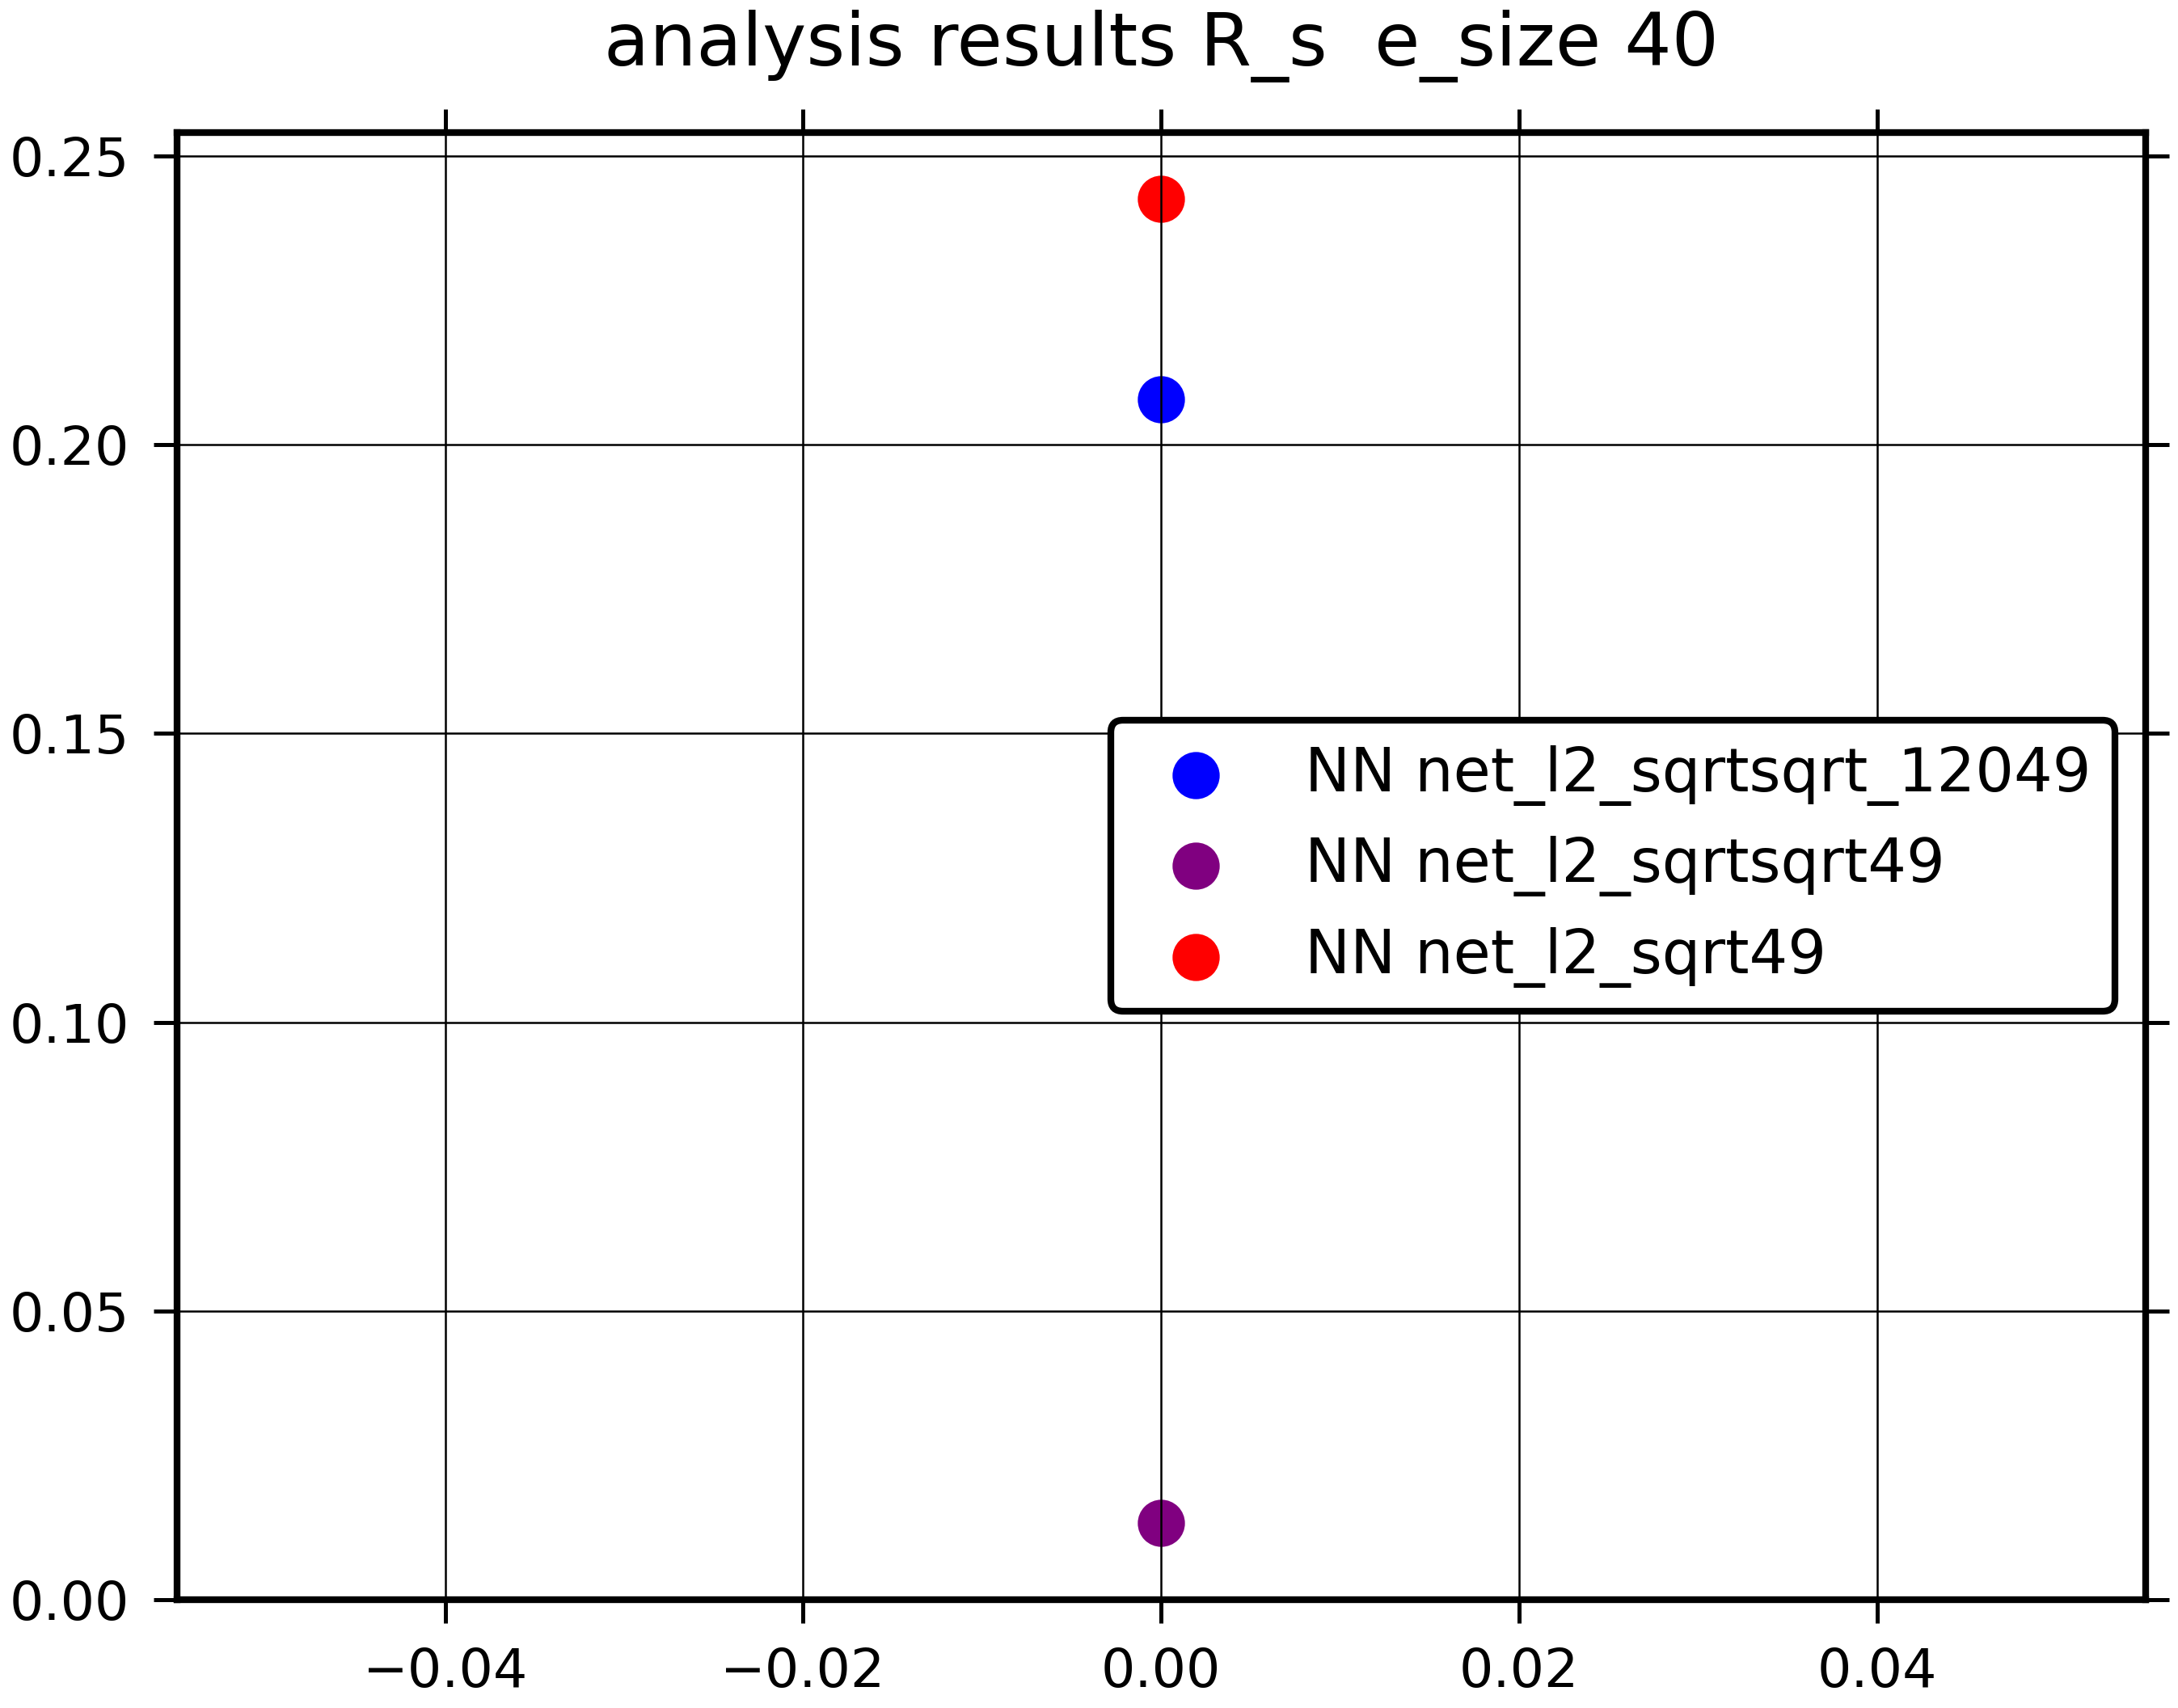 analysis results R_s  e_size 40
0.25
0.20
0.15
0.10
0.05
0.00
NN net_l2_sqrtsqrt_12049
NN net_l2_sqrtsqrt49
NN net_l2_sqrt49
−0.04 −0.02 0.00 0.02 0.04